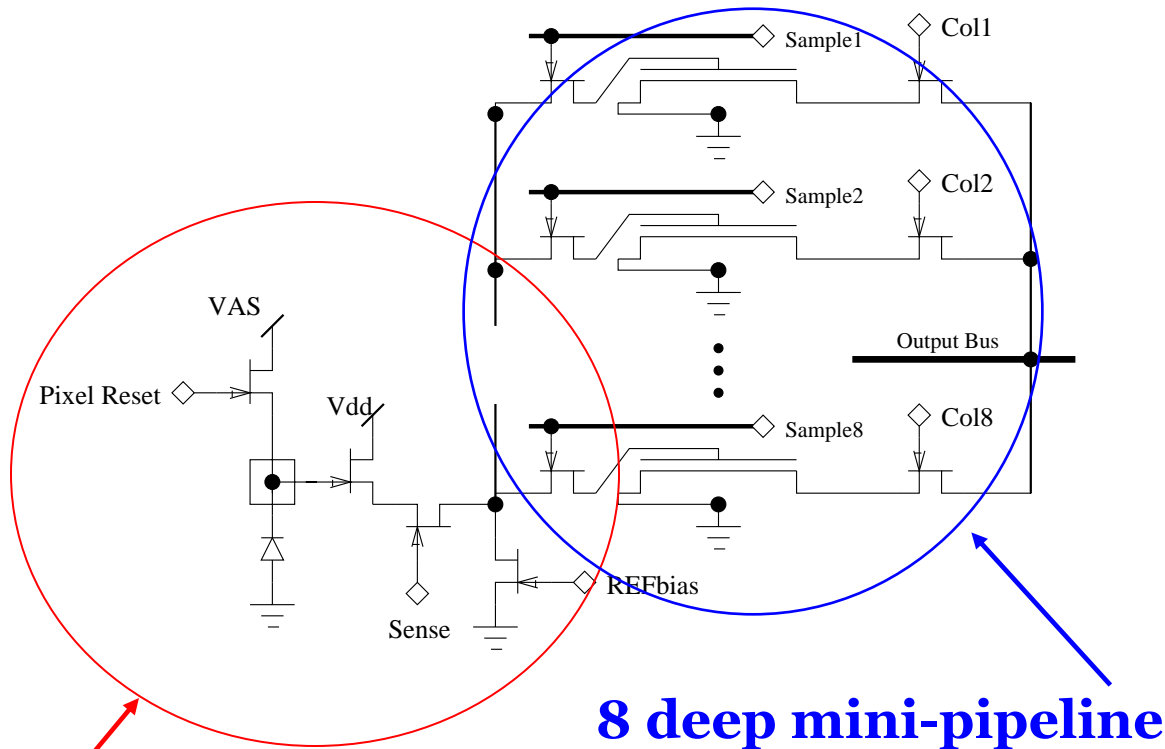 Sample1
Col1
Sample2
Col2
VAS
Output Bus
Pixel Reset
Vdd
Sample8
Col8
REFbias
Sense
8 deep mini-pipeline